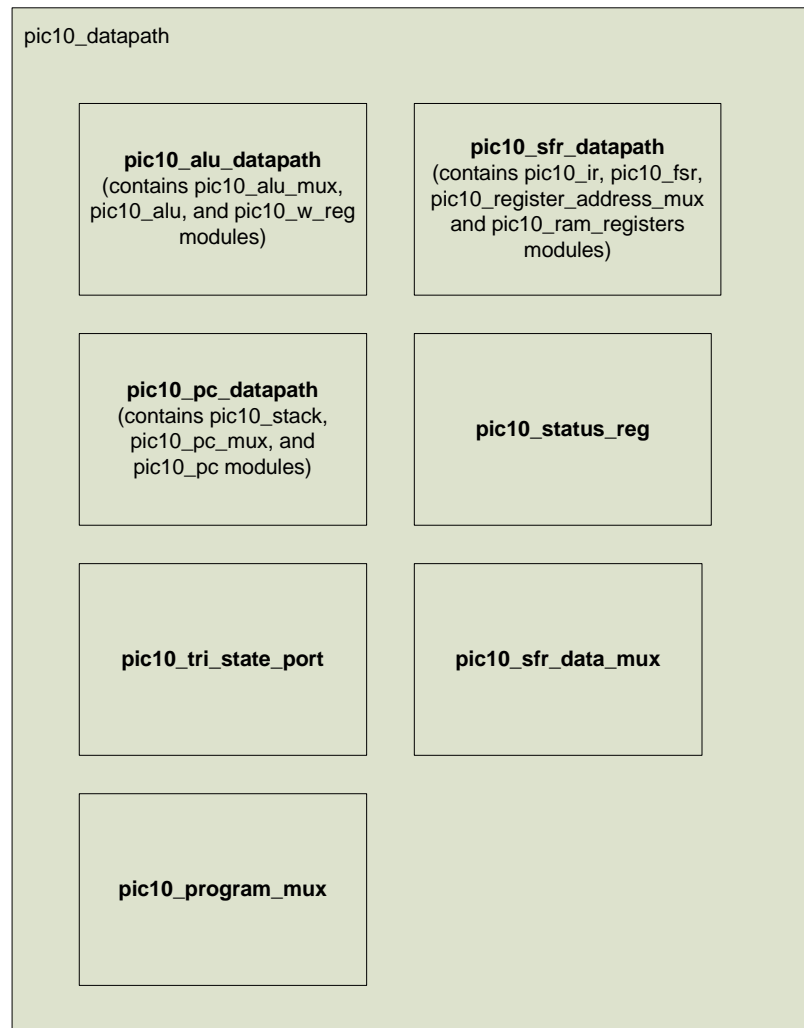 pic10_datapath
pic10_alu_datapath
(contains pic10_alu_mux,
pic10_alu, and pic10_w_reg
modules)
pic10_sfr_datapath
(contains pic10_ir, pic10_fsr,
pic10_register_address_mux
and pic10_ram_registers
modules)
pic10_pc_datapath
(contains pic10_stack,
pic10_pc_mux, and
pic10_pc modules)
pic10_status_reg
pic10_tri_state_port
pic10_sfr_data_mux
pic10_program_mux